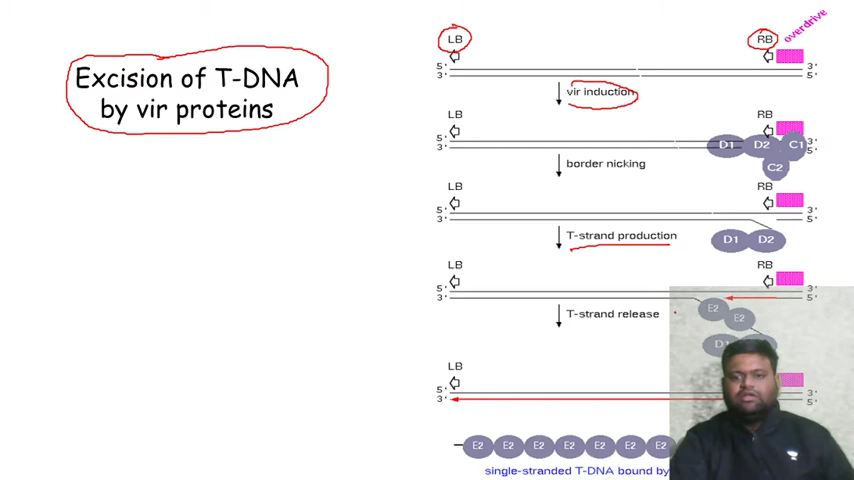 Excision of T-DNA
by vir proteins
LB RB overdrive
5' 3'
3' 5'
vir induction
LB RB
5' D1 D2 C1 3'
3' 5'
C2
border nicking
LB RB
5' 3'
3' 5'
T-strand production D1 D2
LB RB
5' 3'
3' 5'
E2 E2
T-strand release
D1
LB
5' 3'
3' 5'
E2 E2 E2 E2 E2 E2 E2
single-stranded T-DNA bound by